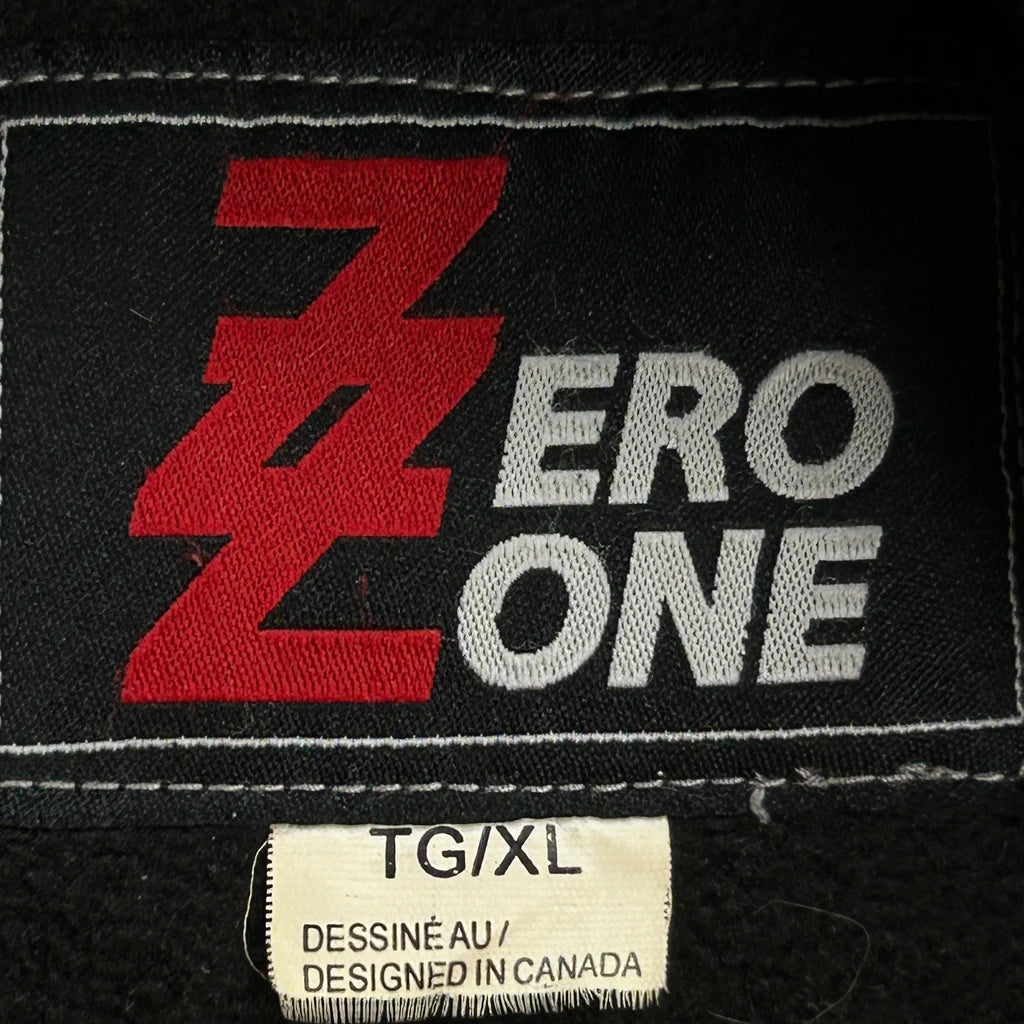 ZERO
ZONE
TG/XL
DESSINÉ AU /
DESIGNED IN CANADA